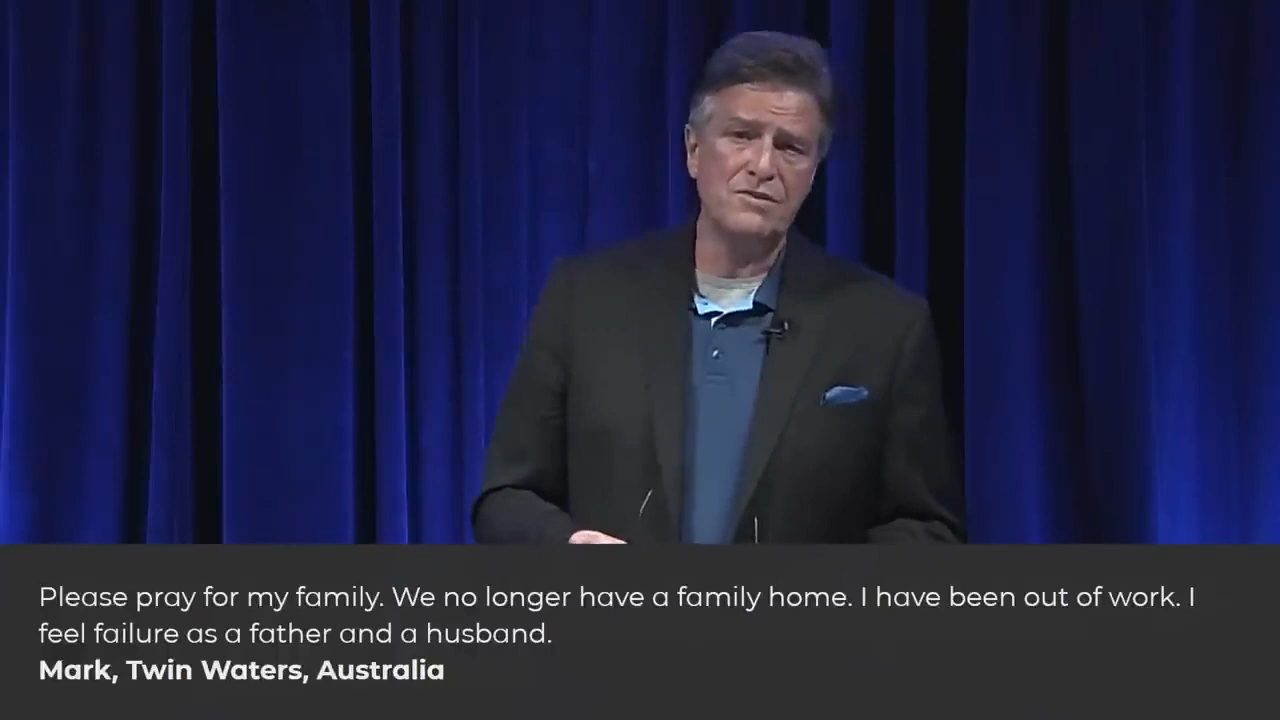 Please pray for my family. We no longer have a family home. I have been out of work. I
feel failure as a father and a husband.
Mark, Twin Waters, Australia